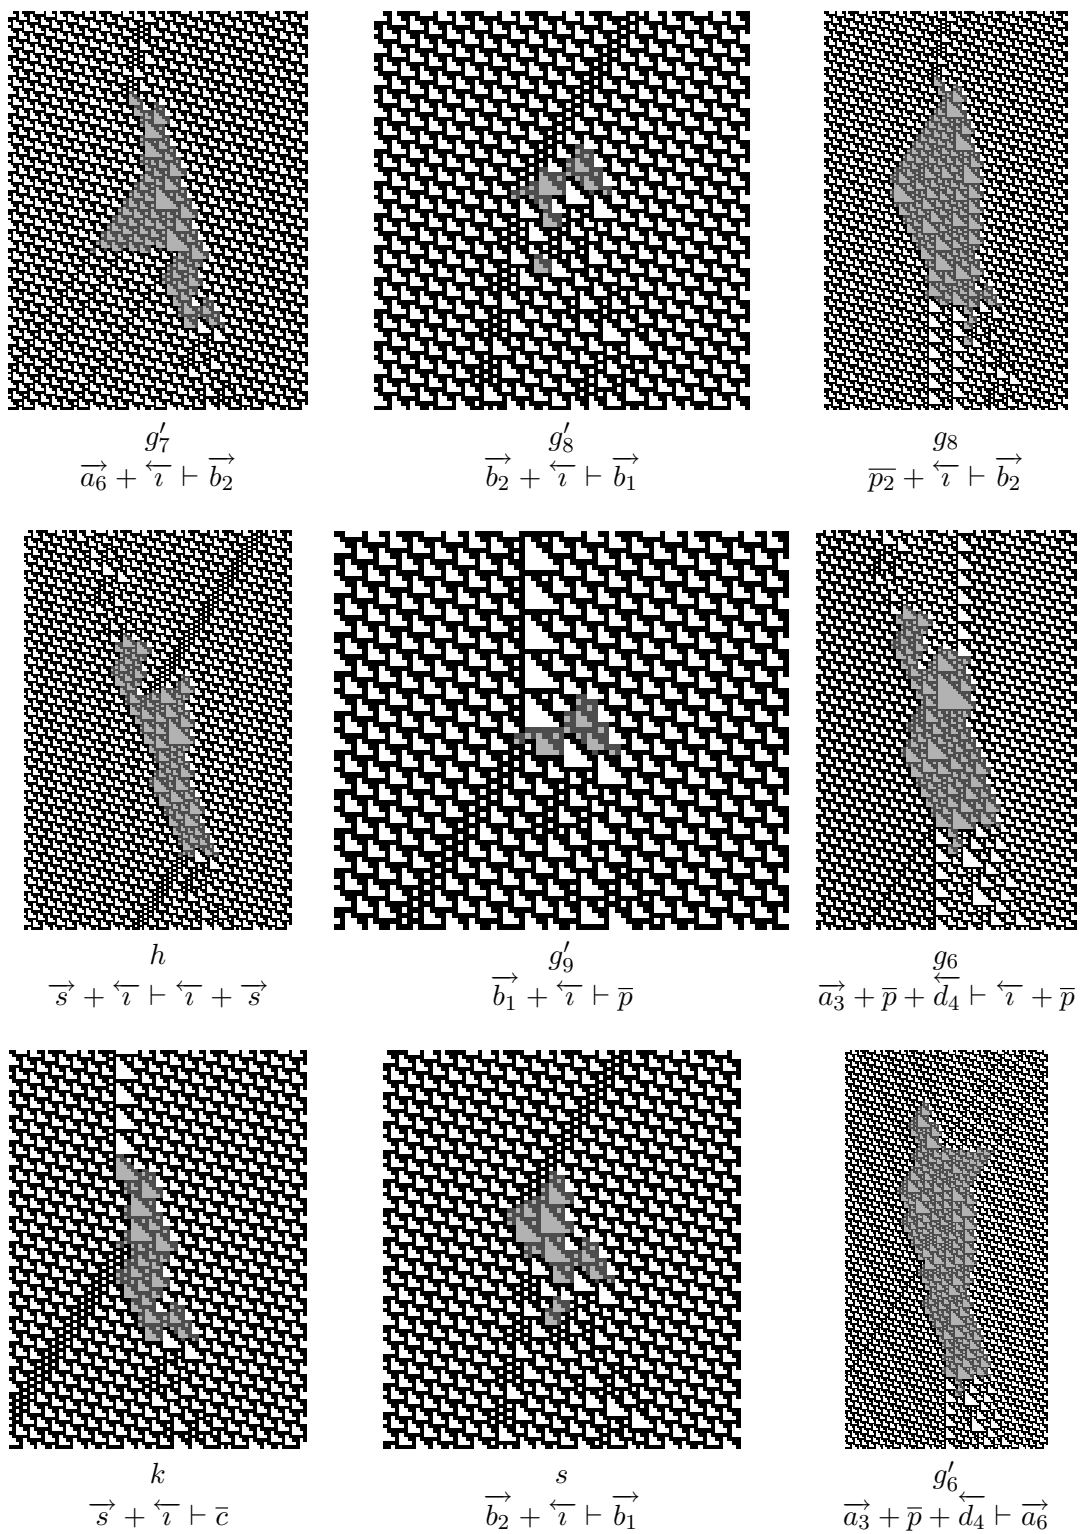 g′₇ g′₈ g₈
→a₆ + ←ı ⊢ →b₂ →b₂ + ←ı ⊢ →b₁ p̅₂ + ←ı ⊢ →b₂
h g′₉ g₆
→s + ←ı ⊢ ←ı + →s →b₁ + ←ı ⊢ p̅ →a₃ + p̅ + ←d₄ ⊢ ←ı + p̅
k s g′₆
→s + ←ı ⊢ c̅ →b₂ + ←ı ⊢ →b₁ →a₃ + p̅ + ←d₄ ⊢ →a₆